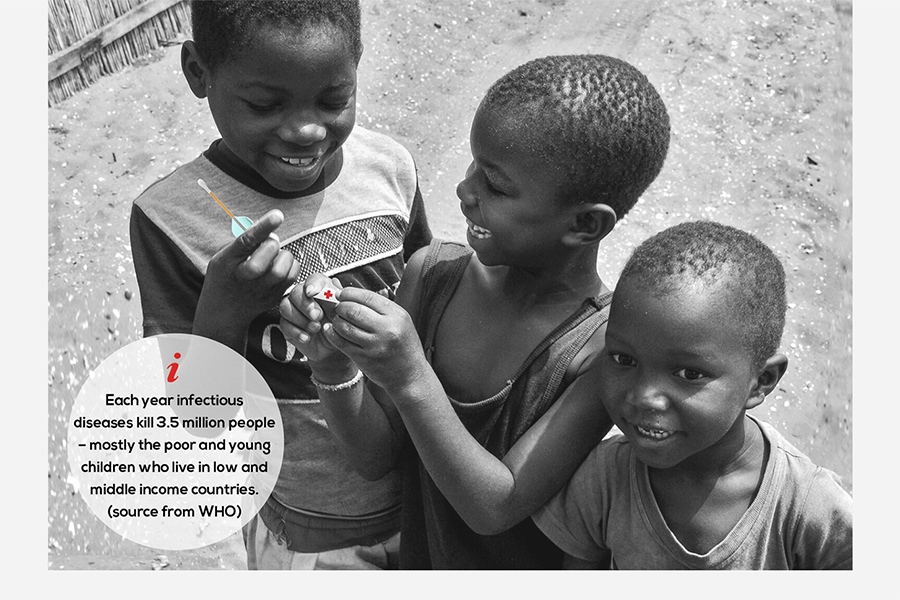 i
Each year infectious
diseases kill 3.5 million people
– mostly the poor and young
children who live in low and
middle income countries.
(source from WHO)